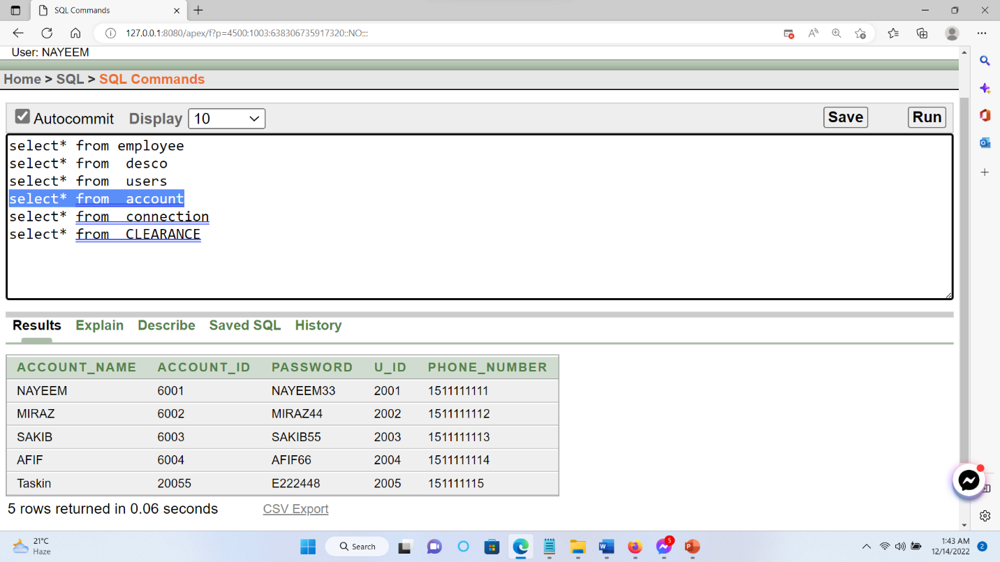 SQL Commands
127.0.0.1:8080/apex/f?p=4500:1003:638306735917320::NO:::
User: NAYEEM
Home > SQL > SQL Commands
Autocommit Display 10 Save Run
select* from employee
select* from  desco
select* from  users
select* from  account
select* from  connection
select* from  CLEARANCE
Results Explain Describe Saved SQL History
ACCOUNT_NAME ACCOUNT_ID PASSWORD U_ID PHONE_NUMBER
NAYEEM 6001 NAYEEM33 2001 1511111111
MIRAZ 6002 MIRAZ44 2002 1511111112
SAKIB 6003 SAKIB55 2003 1511111113
AFIF 6004 AFIF66 2004 1511111114
Taskin 20055 E222448 2005 151111115
5 rows returned in 0.06 seconds CSV Export
21°C
Haze
Search
5
1:43 AM
12/14/2022
2